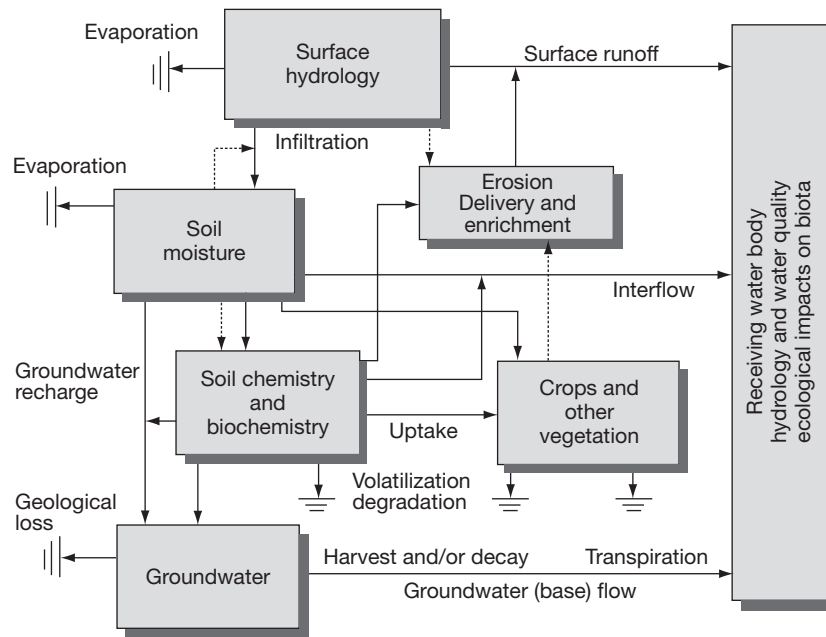 Evaporation
Surface
hydrology
Surface runoff
Infiltration
Evaporation
Soil
moisture
Erosion
Delivery and
enrichment
Interflow
Groundwater
recharge
Soil chemistry
and
biochemistry
Uptake
Crops and
other
vegetation
Volatilization
degradation
Geological
loss
Groundwater
Harvest and/or decay
Transpiration
Groundwater (base) flow
Receiving water body
hydrology and water quality
ecological impacts on biota